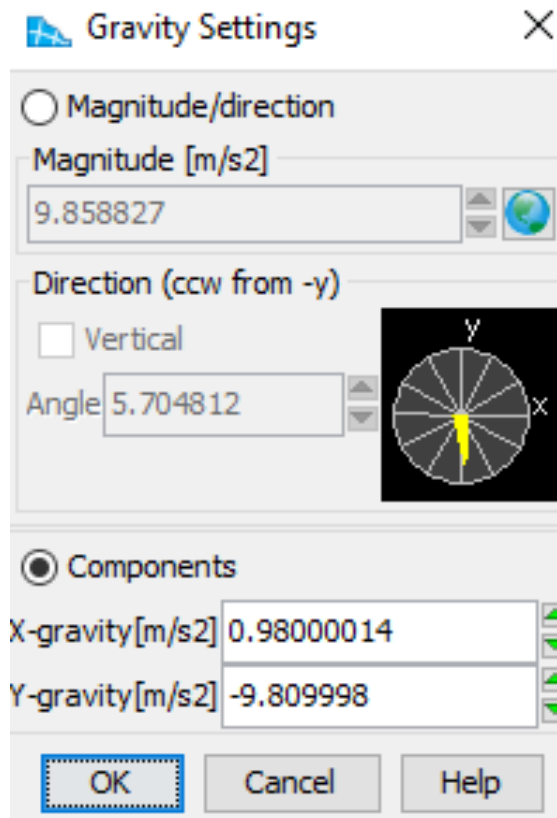 Gravity Settings
Magnitude/direction
Magnitude [m/s2]
9.858827
Direction (ccw from -y)
Vertical
y
x
Angle 5.704812
Components
X-gravity[m/s2] 0.98000014
Y-gravity[m/s2] -9.809998
OK Cancel Help